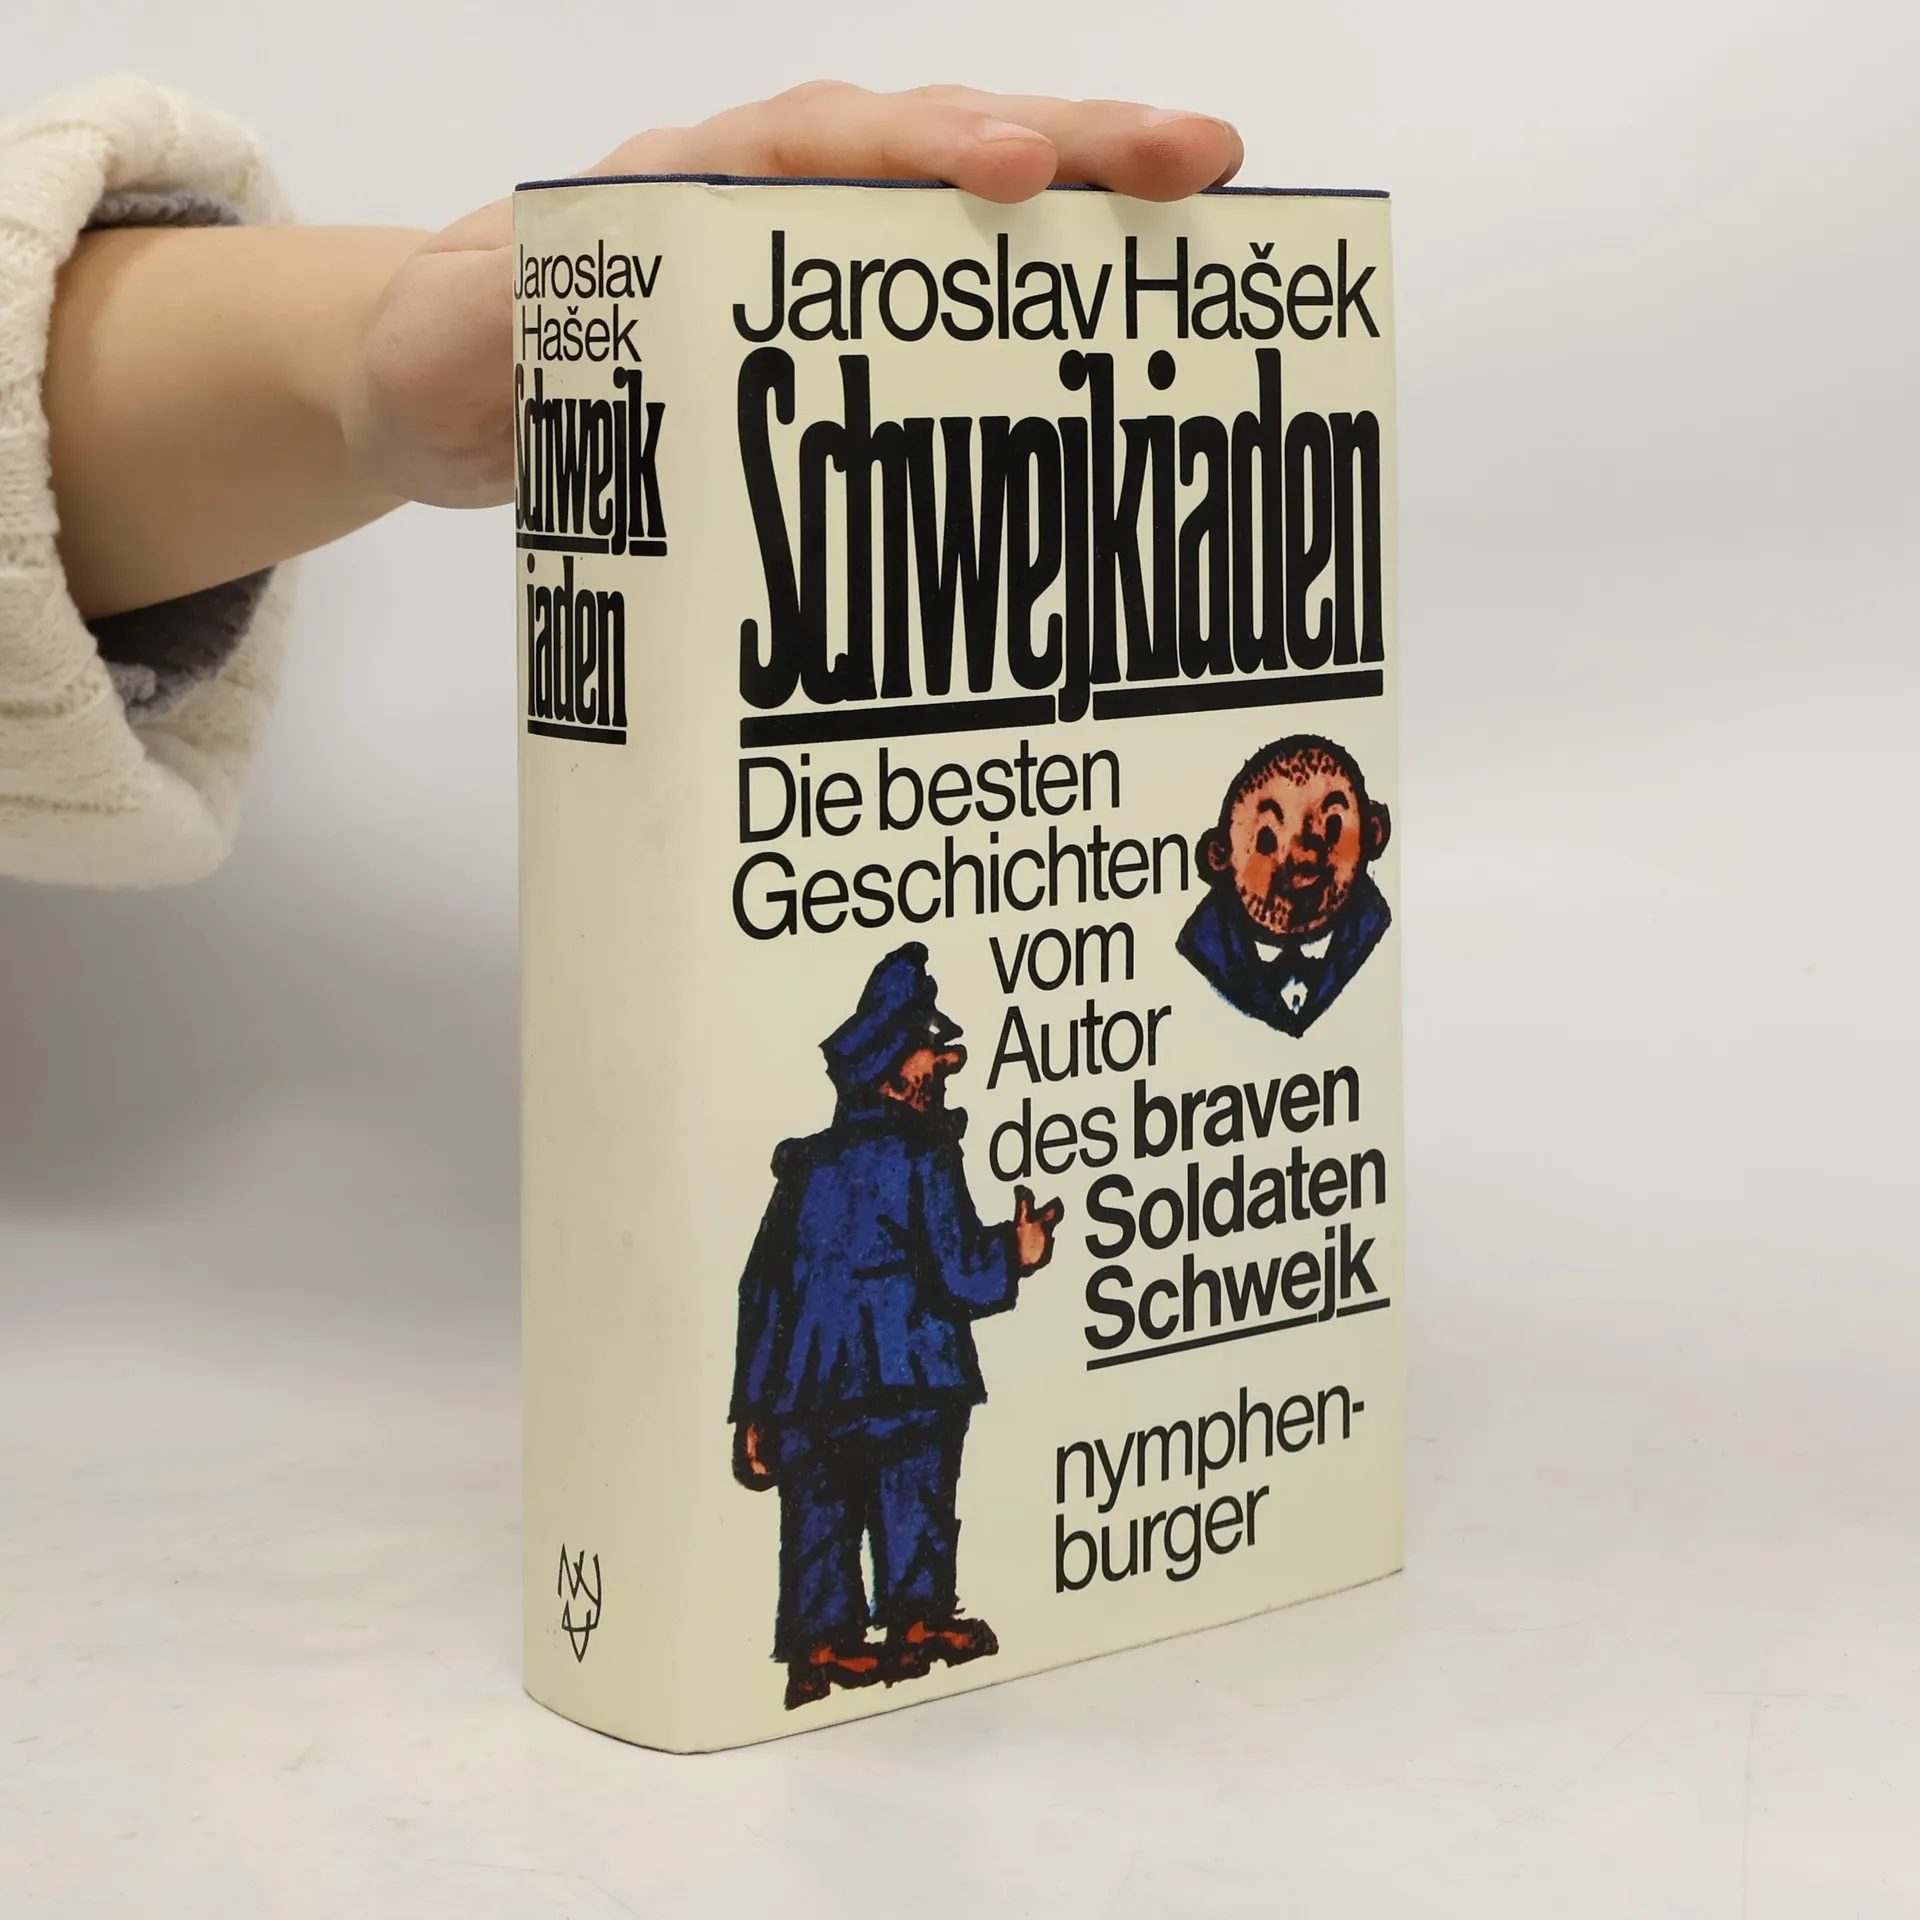 Jaroslav
Hašek
Schwejk
iaden
Jaroslav Hašek
Schwejkiaden
Die besten
Geschichten
vom
Autor
des braven
Soldaten
Schwejk
nymphen-
burger